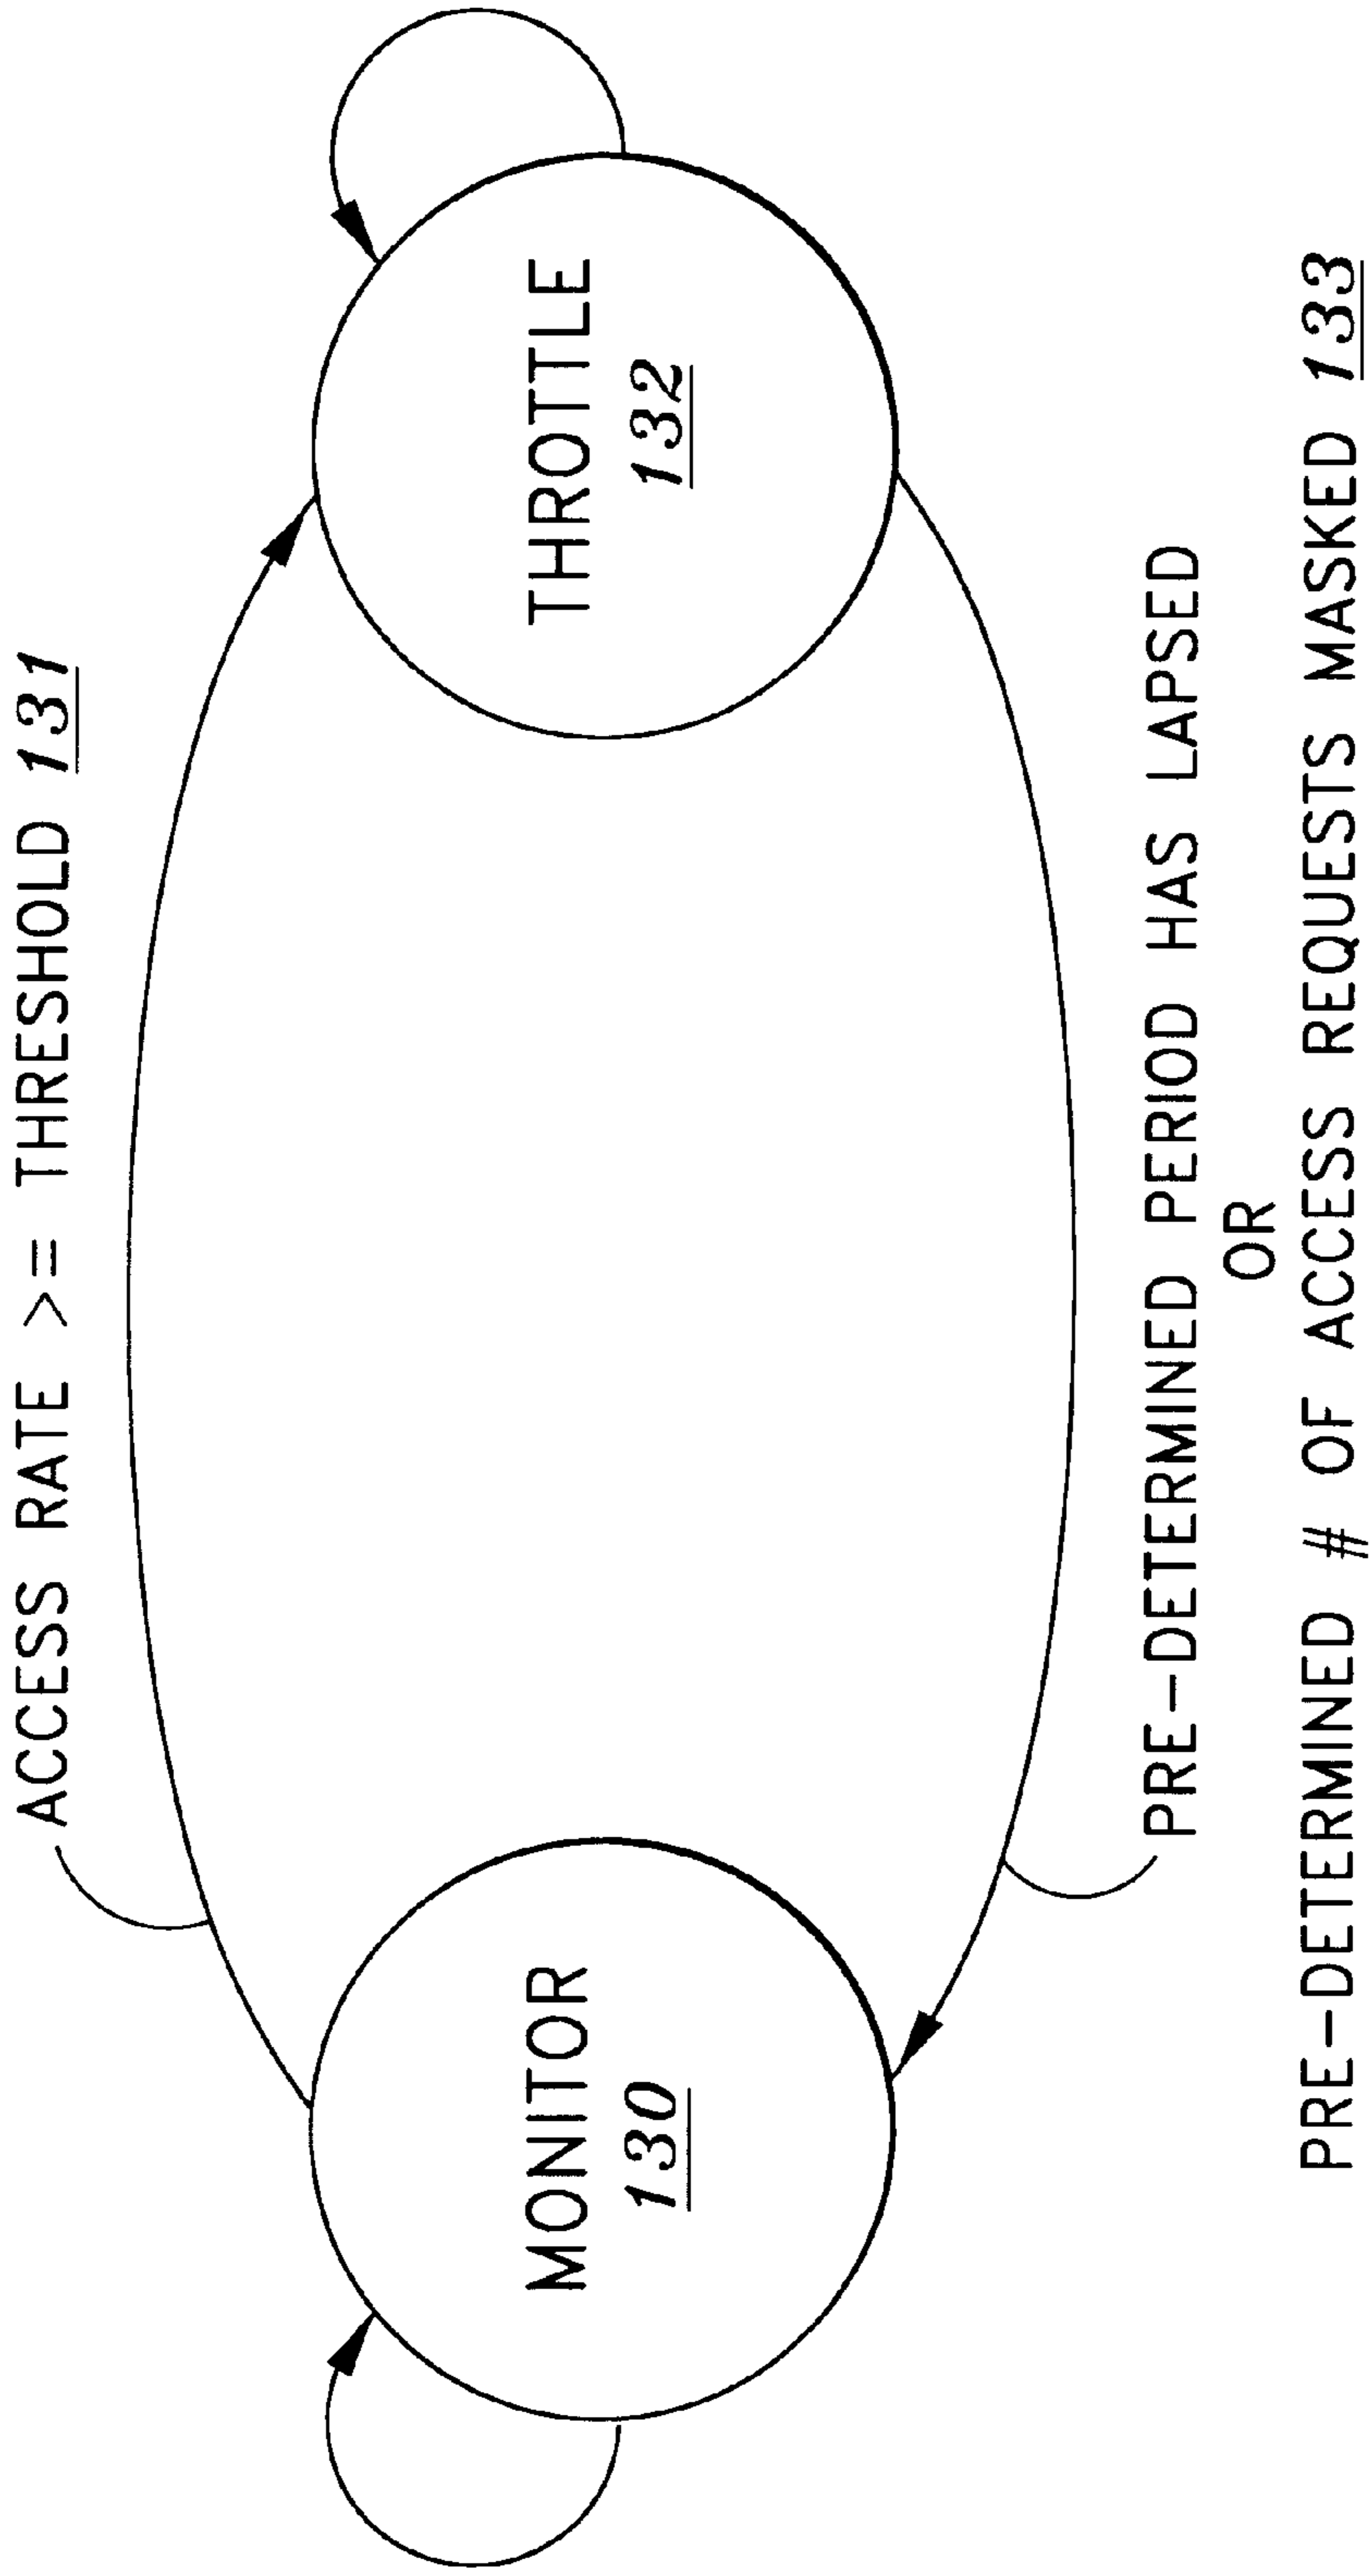 ACCESS RATE >= THRESHOLD 131
MONITOR
130
THROTTLE
132
PRE-DETERMINED PERIOD HAS LAPSED
OR
PRE-DETERMINED # OF ACCESS REQUESTS MASKED 133